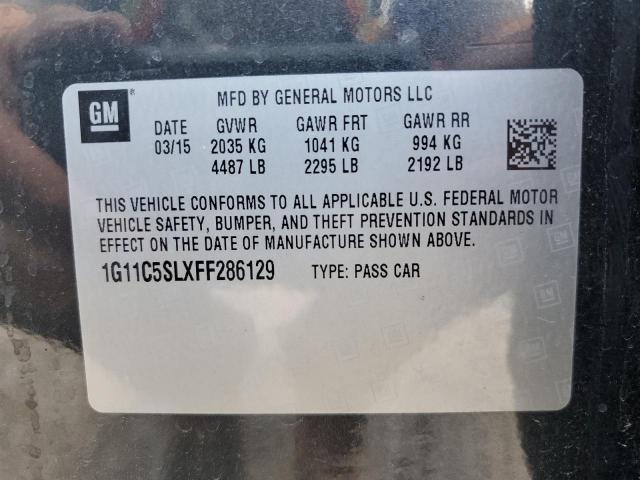 GM ®
MFD BY GENERAL MOTORS LLC
DATE GVWR GAWR FRT GAWR RR
03/15 2035 KG 1041 KG 994 KG
4487 LB 2295 LB 2192 LB
THIS VEHICLE CONFORMS TO ALL APPLICABLE U.S. FEDERAL MOTOR
VEHICLE SAFETY, BUMPER, AND THEFT PREVENTION STANDARDS IN
EFFECT ON THE DATE OF MANUFACTURE SHOWN ABOVE.
1G11C5SLXFF286129 TYPE: PASS CAR